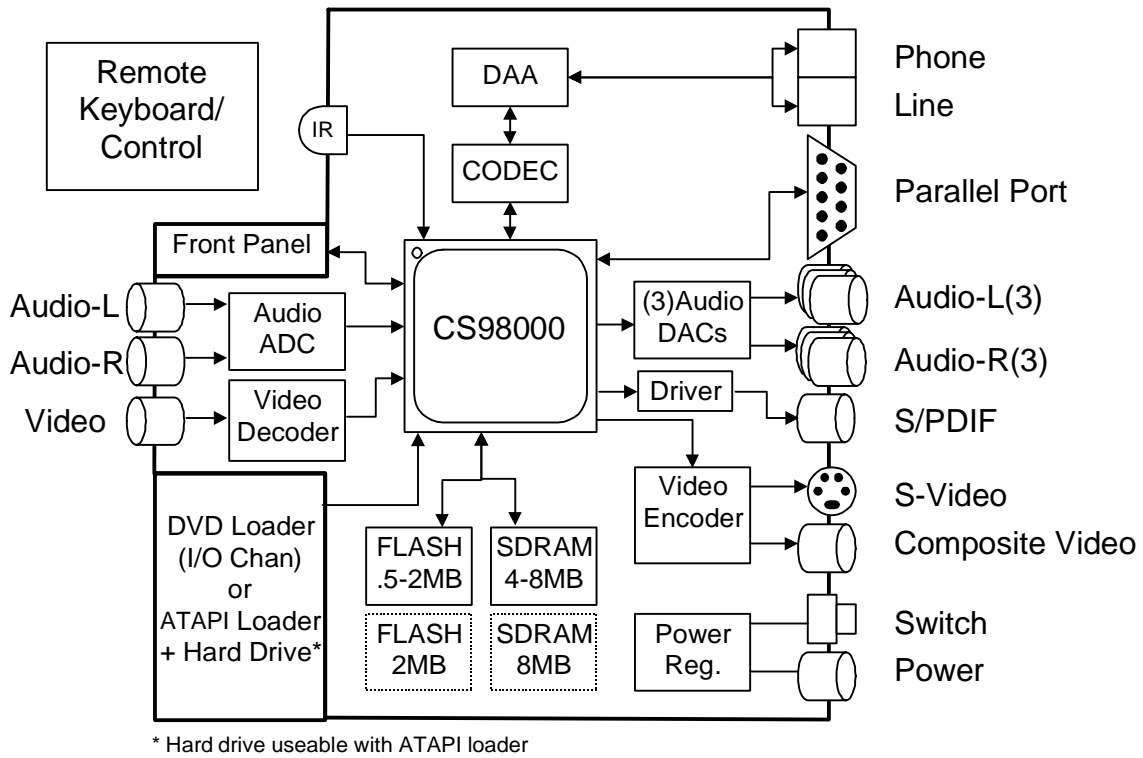 Remote
Keyboard/
Control
IR
DAA
CODEC
Phone
Line
Parallel Port
Front Panel
Audio-L
Audio-R
Video
Audio
ADC
Video
Decoder
CS98000
(3)Audio
DACs
Driver
Audio-L(3)
Audio-R(3)
S/PDIF
Video
Encoder
S-Video
Composite Video
DVD Loader
(I/O Chan)
or
ATAPI Loader
+ Hard Drive*
FLASH
.5-2MB
SDRAM
4-8MB
FLASH
2MB
SDRAM
8MB
Power
Reg.
Switch
Power
* Hard drive useable with ATAPI loader